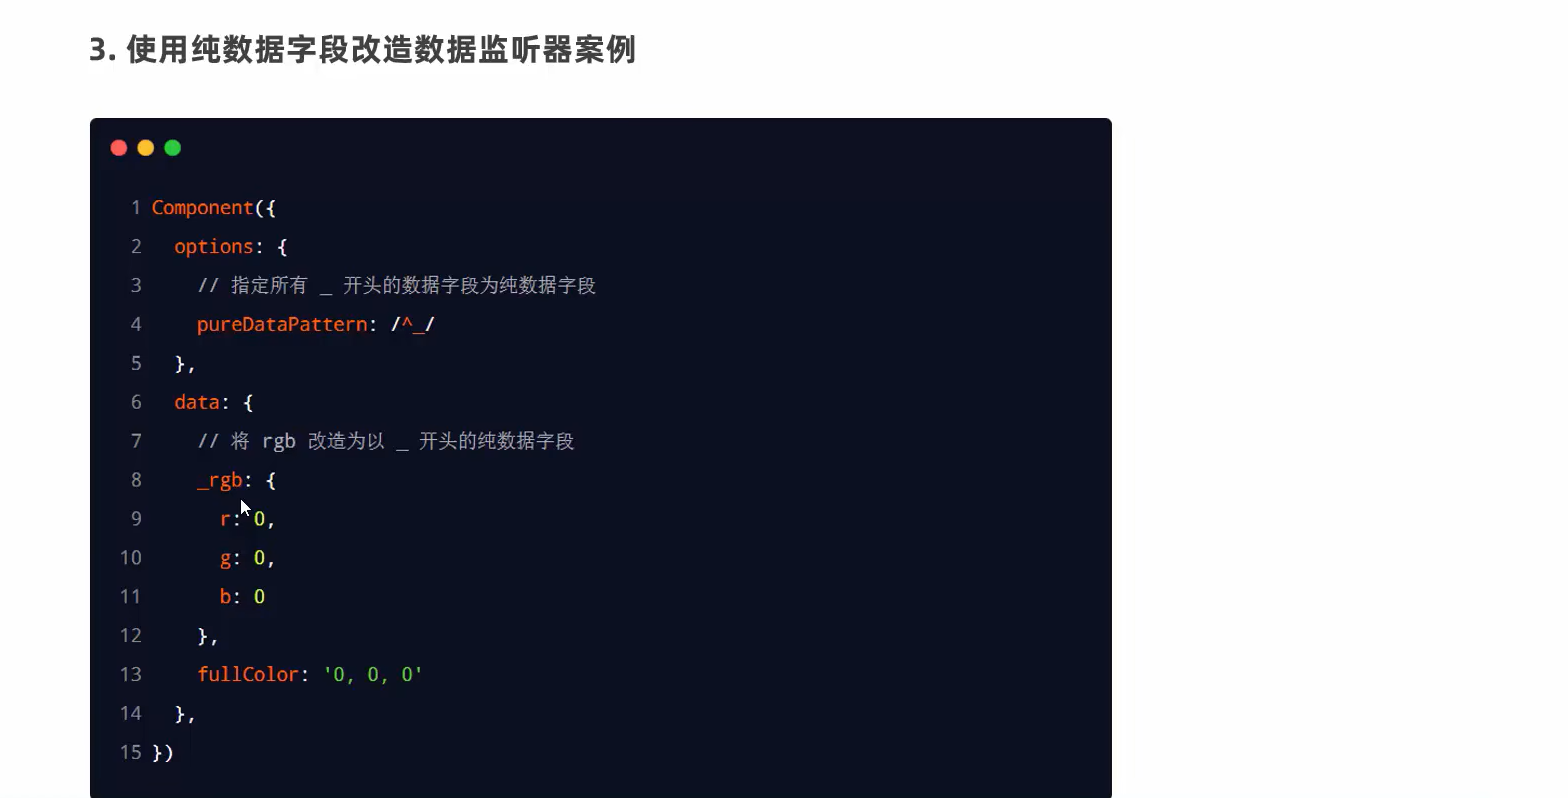 3. 使用纯数据字段改造数据监听器案例
1 Component({
2 options: {
3 // 指定所有 _ 开头的数据字段为纯数据字段
4 pureDataPattern: /^_/
5 },
6 data: {
7 // 将 rgb 改造为以 _ 开头的纯数据字段
8 _rgb: {
9 r: 0,
10 g: 0,
11 b: 0
12 },
13 fullColor: '0, 0, 0'
14 },
15 })